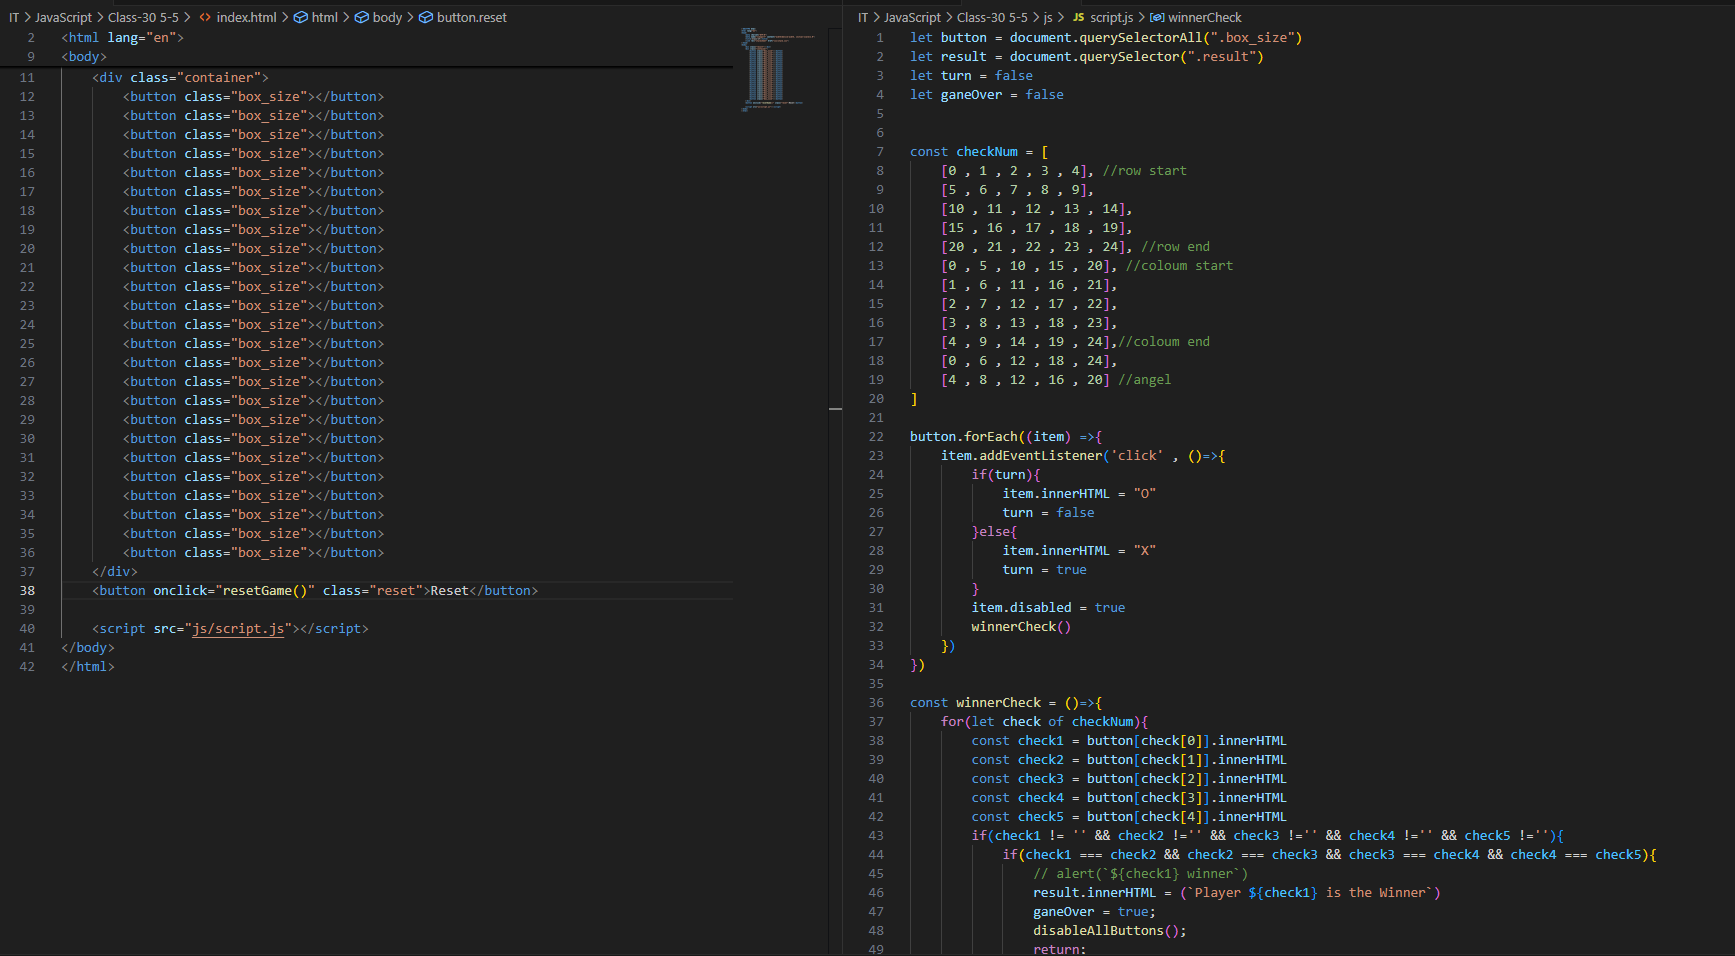 IT > JavaScript > Class-30 5-5 > <> index.html > html > body > button.reset
2 <html lang="en">
9 <body>
11 <div class="container">
12 <button class="box_size"></button>
13 <button class="box_size"></button>
14 <button class="box_size"></button>
15 <button class="box_size"></button>
16 <button class="box_size"></button>
17 <button class="box_size"></button>
18 <button class="box_size"></button>
19 <button class="box_size"></button>
20 <button class="box_size"></button>
21 <button class="box_size"></button>
22 <button class="box_size"></button>
23 <button class="box_size"></button>
24 <button class="box_size"></button>
25 <button class="box_size"></button>
26 <button class="box_size"></button>
27 <button class="box_size"></button>
28 <button class="box_size"></button>
29 <button class="box_size"></button>
30 <button class="box_size"></button>
31 <button class="box_size"></button>
32 <button class="box_size"></button>
33 <button class="box_size"></button>
34 <button class="box_size"></button>
35 <button class="box_size"></button>
36 <button class="box_size"></button>
37 </div>
38 <button onclick="resetGame()" class="reset">Reset</button>
39
40 <script src="js/script.js"></script>
41 </body>
42 </html>
IT > JavaScript > Class-30 5-5 > js > JS script.js > winnerCheck
1 let button = document.querySelectorAll(".box_size")
2 let result = document.querySelector(".result")
3 let turn = false
4 let ganeOver = false
5
6
7 const checkNum = [
8 [0 , 1 , 2 , 3 , 4], //row start
9 [5 , 6 , 7 , 8 , 9],
10 [10 , 11 , 12 , 13 , 14],
11 [15 , 16 , 17 , 18 , 19],
12 [20 , 21 , 22 , 23 , 24], //row end
13 [0 , 5 , 10 , 15 , 20], //coloum start
14 [1 , 6 , 11 , 16 , 21],
15 [2 , 7 , 12 , 17 , 22],
16 [3 , 8 , 13 , 18 , 23],
17 [4 , 9 , 14 , 19 , 24],//coloum end
18 [0 , 6 , 12 , 18 , 24],
19 [4 , 8 , 12 , 16 , 20] //angel
20 ]
21
22 button.forEach((item) =>{
23 item.addEventListener('click' , ()=>{
24 if(turn){
25 item.innerHTML = "O"
26 turn = false
27 }else{
28 item.innerHTML = "X"
29 turn = true
30 }
31 item.disabled = true
32 winnerCheck()
33 })
34 })
35
36 const winnerCheck = ()=>{
37 for(let check of checkNum){
38 const check1 = button[check[0]].innerHTML
39 const check2 = button[check[1]].innerHTML
40 const check3 = button[check[2]].innerHTML
41 const check4 = button[check[3]].innerHTML
42 const check5 = button[check[4]].innerHTML
43 if(check1 != '' && check2 !='' && check3 !='' && check4 !='' && check5 !=''){
44 if(check1 === check2 && check2 === check3 && check3 === check4 && check4 === check5){
45 // alert(`${check1} winner`)
46 result.innerHTML = (`Player ${check1} is the Winner`)
47 ganeOver = true;
48 disableAllButtons();
49 return;